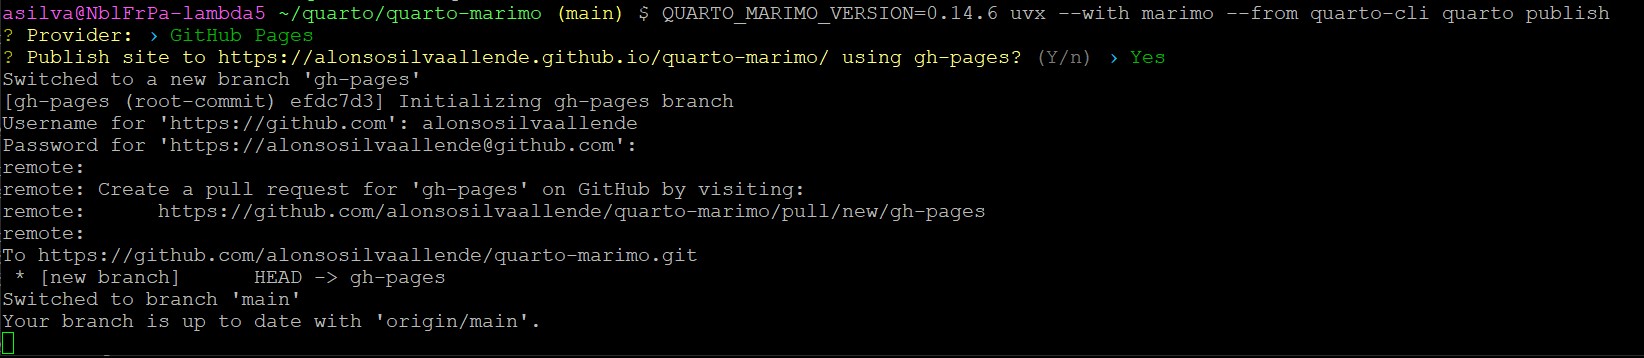 asilva@NblFrPa-lambda5 ~/quarto/quarto-marimo (main) $ QUARTO_MARIMO_VERSION=0.14.6 uvx --with marimo --from quarto-cli quarto publish
? Provider: › GitHub Pages
? Publish site to https://alonsosilvaallende.github.io/quarto-marimo/ using gh-pages? (Y/n) › Yes
Switched to a new branch 'gh-pages'
[gh-pages (root-commit) efdc7d3] Initializing gh-pages branch
Username for 'https://github.com': alonsosilvaallende
Password for 'https://alonsosilvaallende@github.com':
remote:
remote: Create a pull request for 'gh-pages' on GitHub by visiting:
remote:      https://github.com/alonsosilvaallende/quarto-marimo/pull/new/gh-pages
remote:
To https://github.com/alonsosilvaallende/quarto-marimo.git
 * [new branch]      HEAD -> gh-pages
Switched to branch 'main'
Your branch is up to date with 'origin/main'.